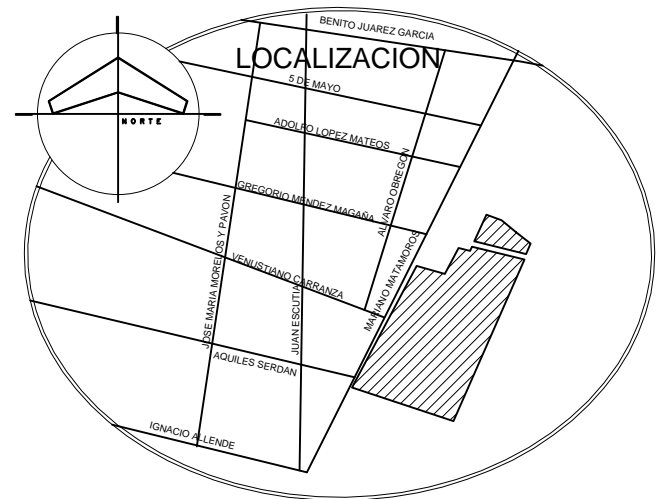 BENITO JUAREZ GARCIA
LOCALIZACION
5 DE MAYO
NORTE
ADOLFO LOPEZ MATEOS
ALVARO OBREGON
GREGORIO MENDEZ MAGAÑA
JOSE MARIA MORELOS Y PAVON
VENUSTIANO CARRANZA
JUAN ESCUTIA
MARIANO MATAMOROS
AQUILES SERDAN
IGNACIO ALLENDE